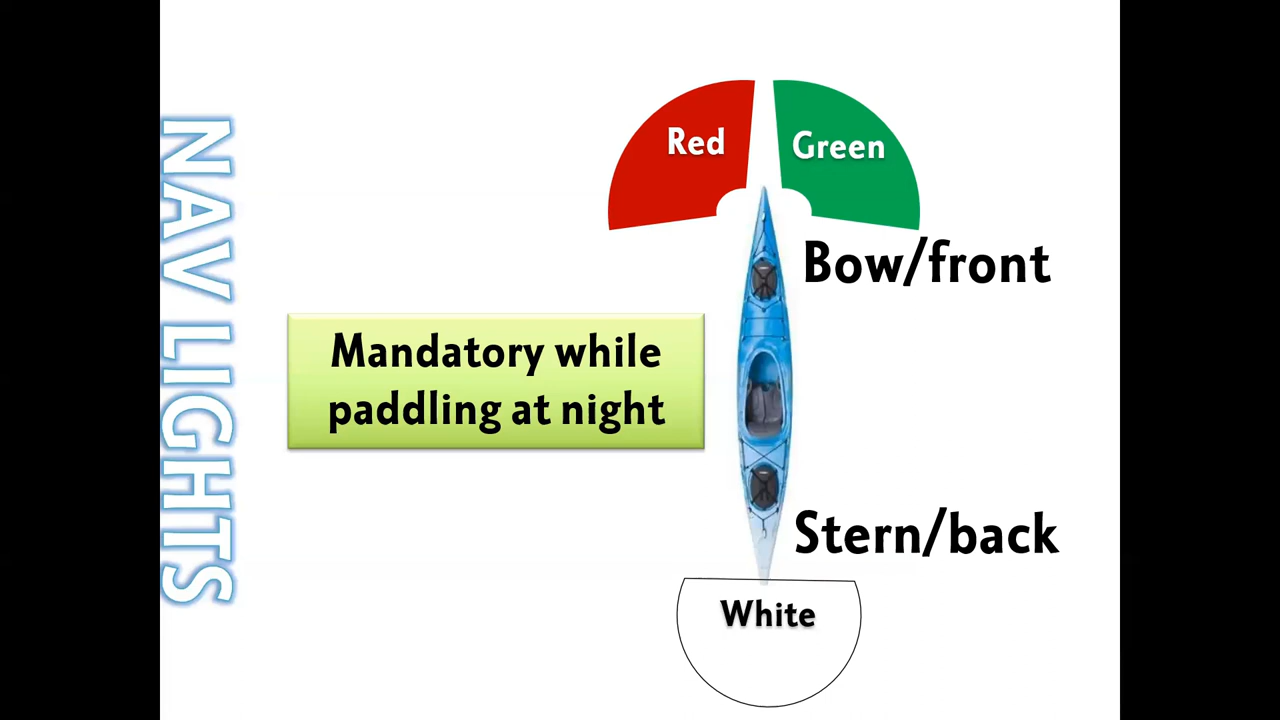 NAV LIGHTS
Red
Green
Bow/front
Mandatory while
paddling at night
Stern/back
White